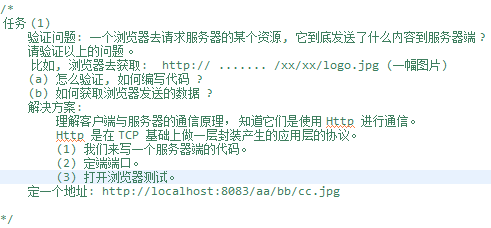 /*
任务(1)
验证问题: 一个浏览器去请求服务器的某个资源, 它到底发送了什么内容到服务器端 ?
请验证以上的问题。
比如, 浏览器去获取: http:// ....... /xx/xx/logo.jpg (一幅图片)
(a) 怎么验证, 如何编写代码 ?
(b) 如何获取浏览器发送的数据 ?
解决方案:
理解客户端与服务器的通信原理, 知道它们是使用 Http 进行通信。
Http 是在 TCP 基础上做一层封装产生的应用层的协议。
(1) 我们来写一个服务器端的代码。
(2) 定端端口。
(3) 打开浏览器测试。
定一个地址: http://localhost:8083/aa/bb/cc.jpg
*/